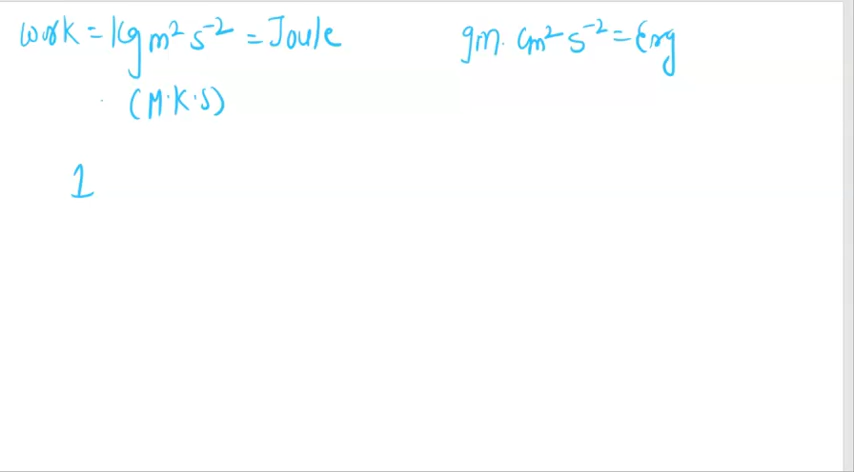 work = Kg m² s⁻² = Joule gm. cm² s⁻² = Erg
(M.K.S)
1